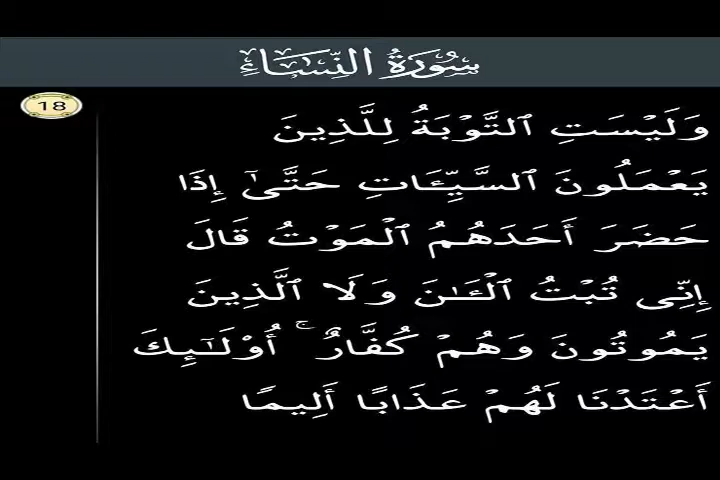 سُورَةُ النِّسَاءِ
18
وَلَيْسَتِ ٱلتَّوْبَةُ لِلَّذِينَ
يَعْمَلُونَ ٱلسَّيِّـَٔاتِ حَتَّىٰٓ إِذَا
حَضَرَ أَحَدَهُمُ ٱلْمَوْتُ قَالَ
إِنِّى تُبْتُ ٱلْـَٔـٰنَ وَلَا ٱلَّذِينَ
يَمُوتُونَ وَهُمْ كُفَّارٌ ۚ أُو۟لَـٰٓئِكَ
أَعْتَدْنَا لَهُمْ عَذَابًا أَلِيمًا